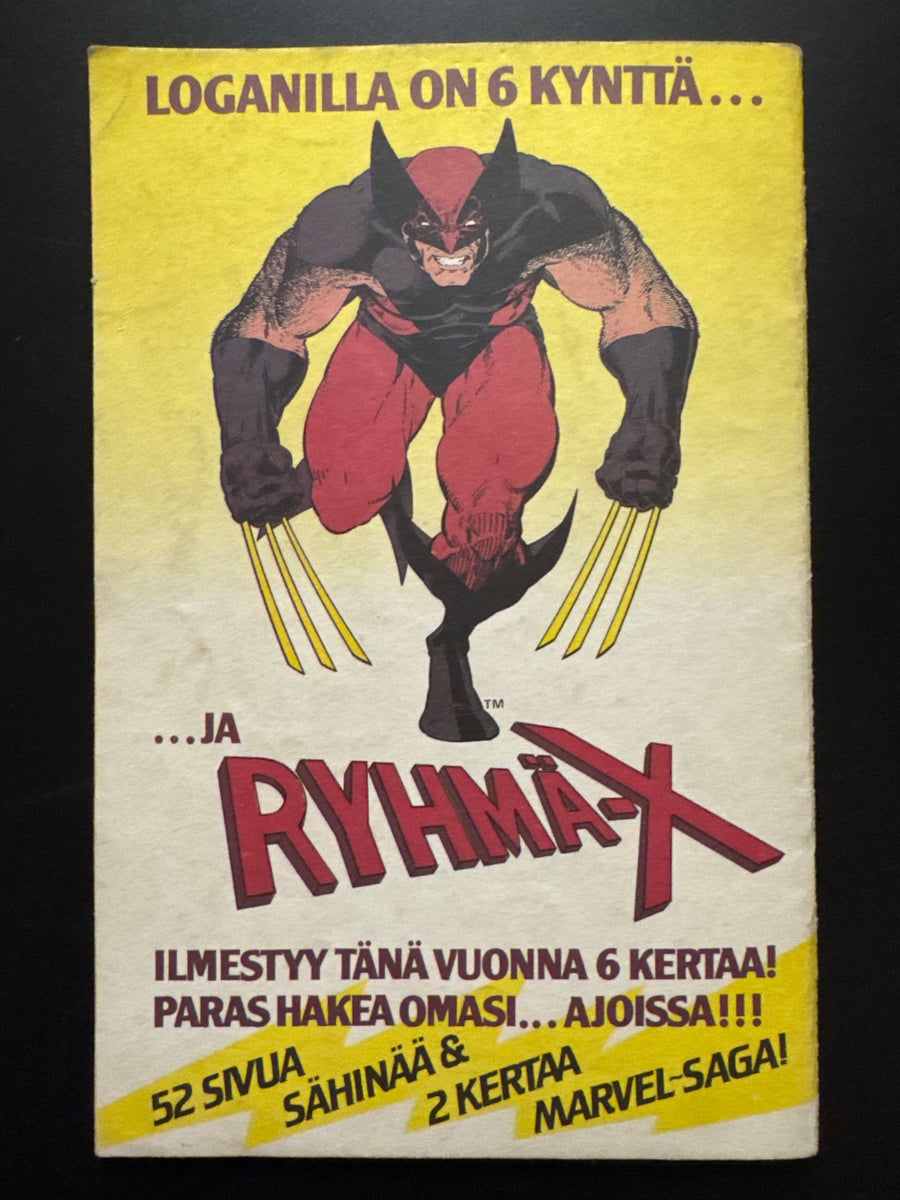 LOGANILLA ON 6 KYNTTÄ...
TM
...JA
RYHMÄ-X
ILMESTYY TÄNÄ VUONNA 6 KERTAA!
PARAS HAKEA OMASI... AJOISSA!!!
52 SIVUA
SÄHINÄÄ &
2 KERTAA
MARVEL-SAGA!